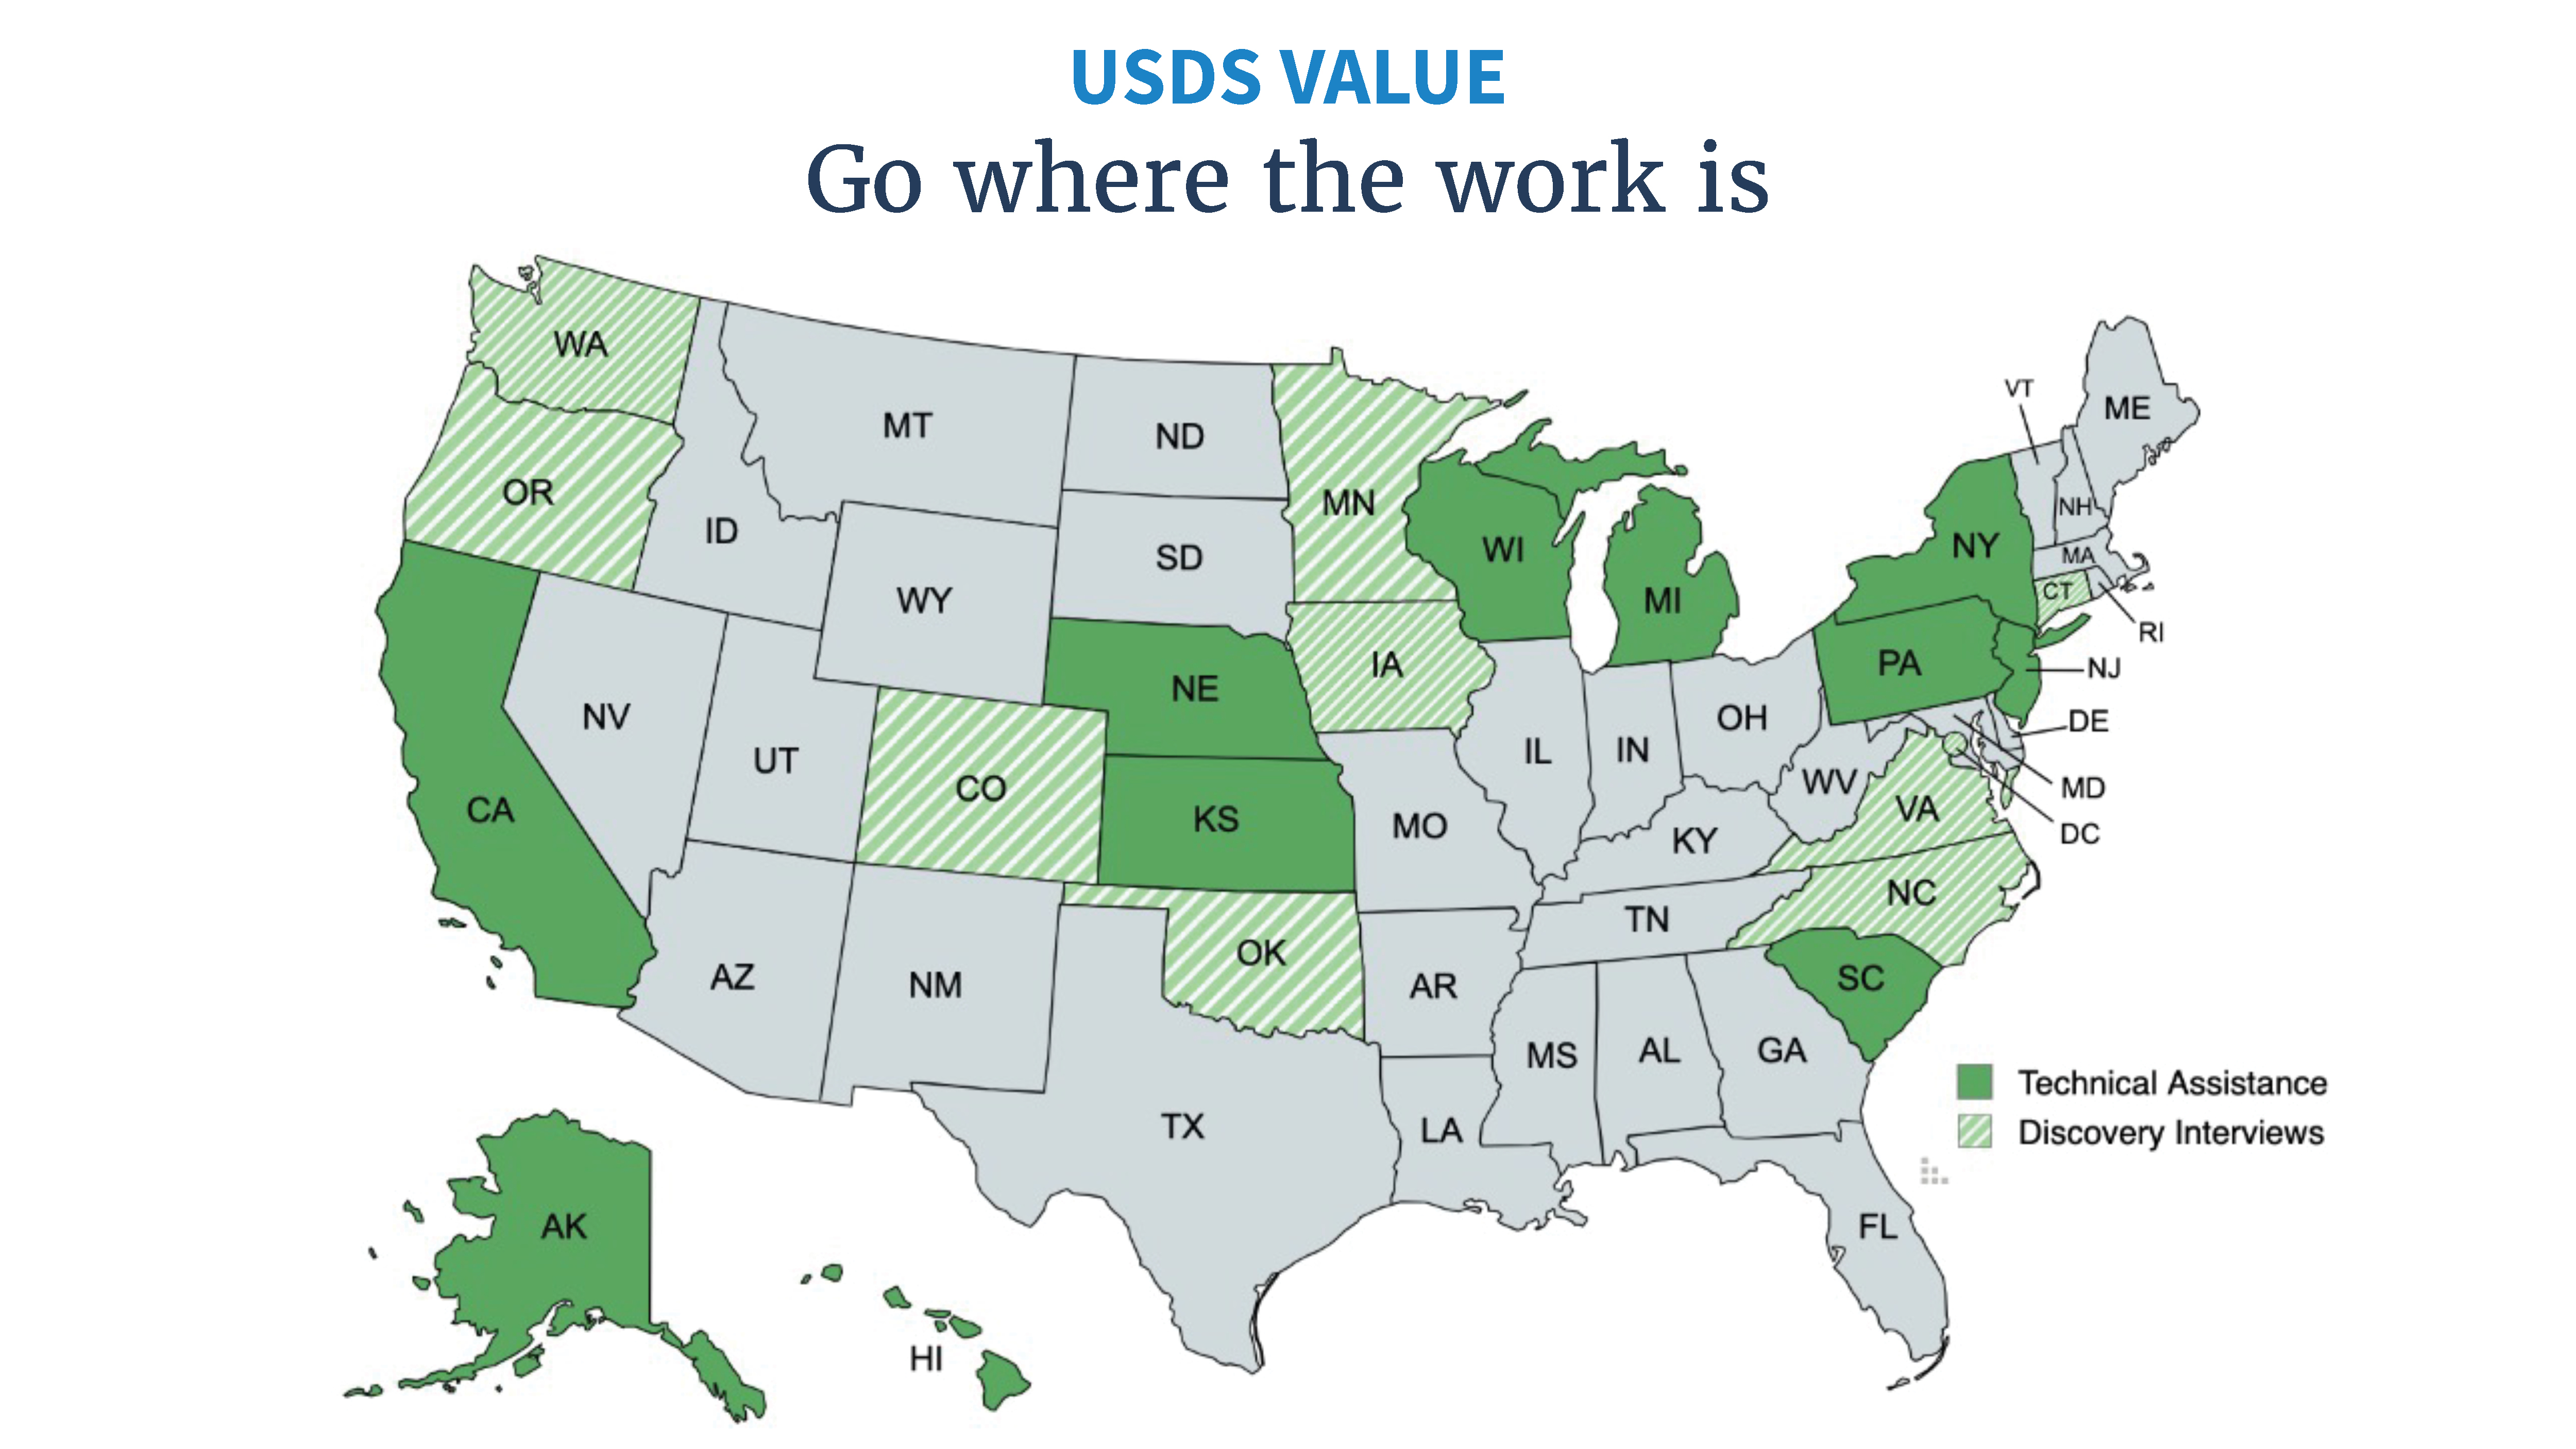 USDS VALUE
Go where the work is
WA
MT
ND
MN
VT
ME
OR
ID
SD
WI
NH
NY
MA
WY
MI
CT
RI
NE
IA
PA
NJ
NV
UT
CO
OH
DE
IL
IN
WV
MD
CA
KS
MO
KY
VA
DC
NC
TN
OK
AZ
NM
AR
SC
MS
AL
GA
TX
LA
Technical Assistance
Discovery Interviews
AK
FL
HI